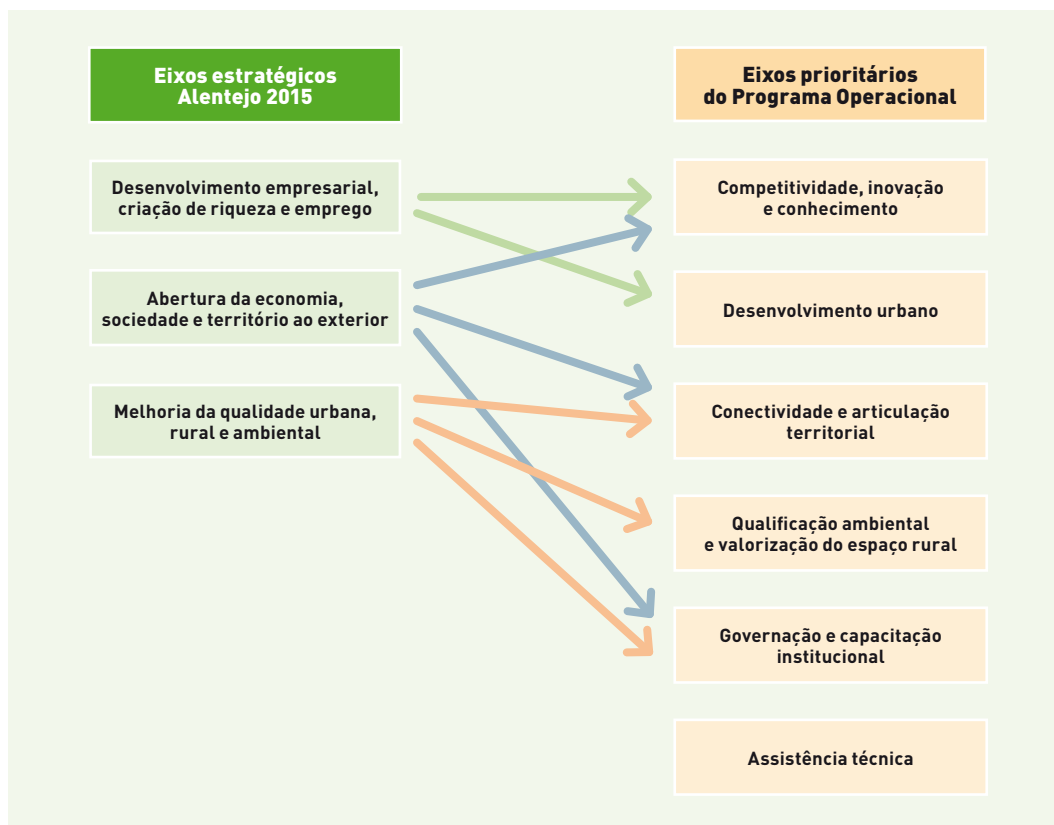 Eixos estratégicos
Alentejo 2015
Desenvolvimento empresarial,
criação de riqueza e emprego
Abertura da economia,
sociedade e território ao exterior
Melhoria da qualidade urbana,
rural e ambiental
Eixos prioritários
do Programa Operacional
Competitividade, inovação
e conhecimento
Desenvolvimento urbano
Conectividade e articulação
territorial
Qualificação ambiental
e valorização do espaço rural
Governação e capacitação
institucional
Assistência técnica